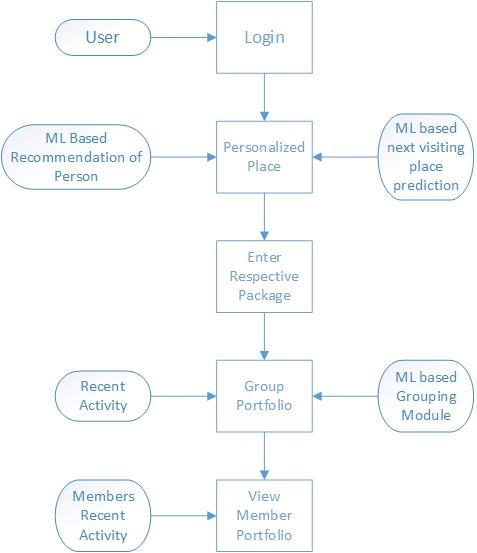 User
Login
ML Based
Recommendation of
Person
Personalized
Place
ML based
next visiting
place
prediction
Enter
Respective
Package
Recent
Activity
Group
Portfolio
ML based
Grouping
Module
Members
Recent
Activity
View
Member
Portfolio